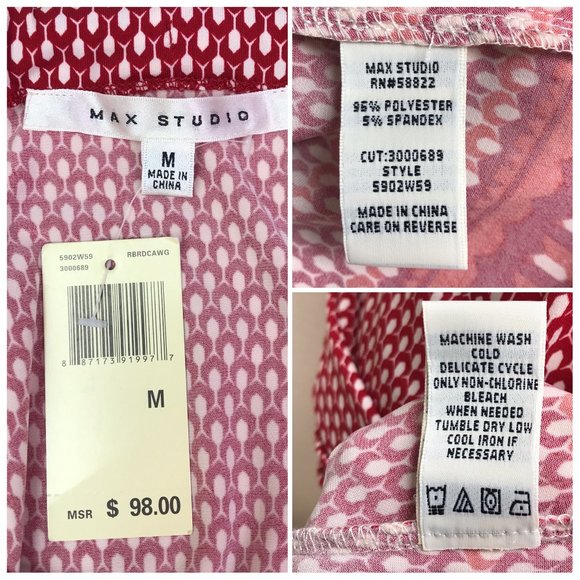 MAX STUDIO
M
MADE IN
CHINA
5902W59 RBRDCAWG
3000689
8 87173 91997 7
M
MSR $ 98.00
MAX STUDIO
RN#58822
95% POLYESTER
5% SPANDEX
CUT:3000689
STYLE
5902W59
MADE IN CHINA
CARE ON REVERSE
MACHINE WASH
COLD
DELICATE CYCLE
ONLY NON-CHLORINE
BLEACH
WHEN NEEDED
TUMBLE DRY LOW
COOL IRON IF
NECESSARY